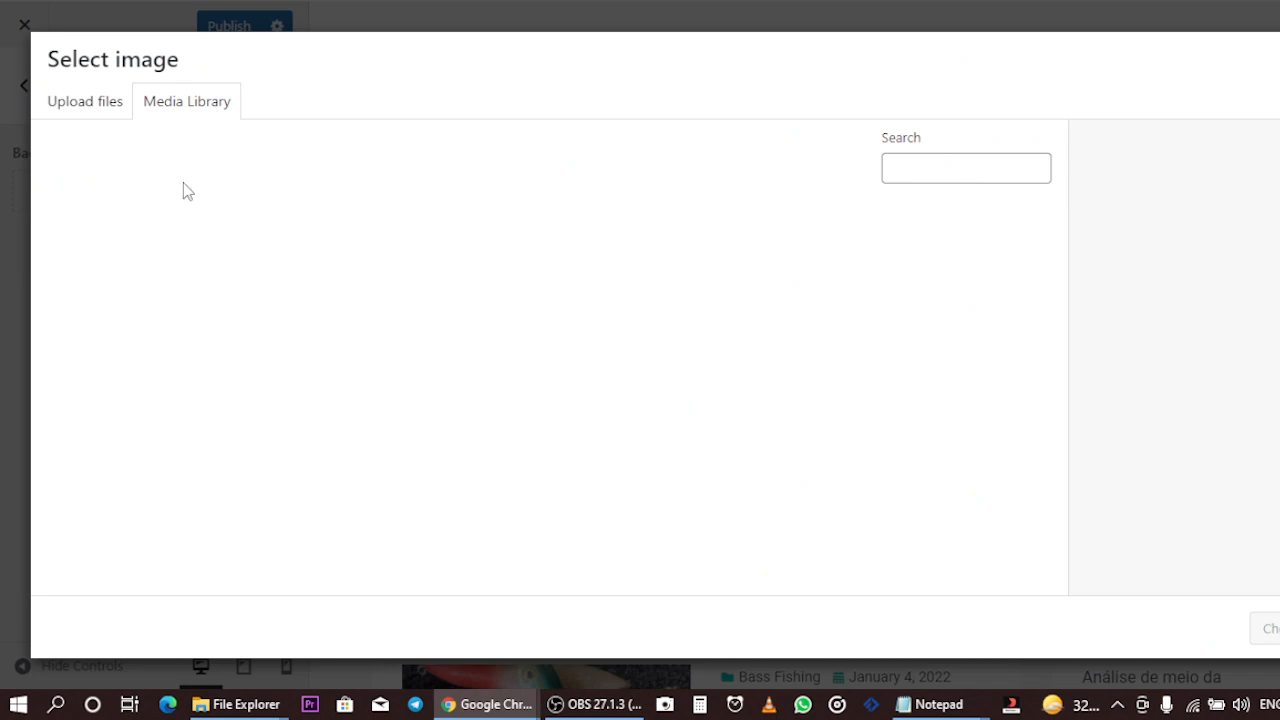 Publish
Select image
Upload files
Media Library
Search
Hide Controls
Bass Fishing
January 4, 2022
Análise de meio da
File Explorer
Google Chr...
OBS 27.1.3 (...
Notepad
32...